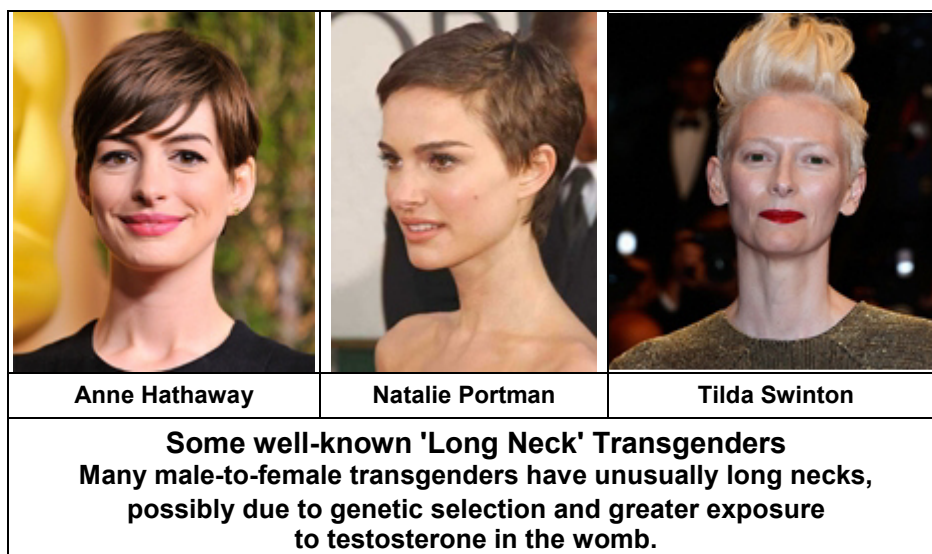 Anne Hathaway
Natalie Portman
Tilda Swinton
Some well-known 'Long Neck' Transgenders
Many male-to-female transgenders have unusually long necks,
possibly due to genetic selection and greater exposure
to testosterone in the womb.